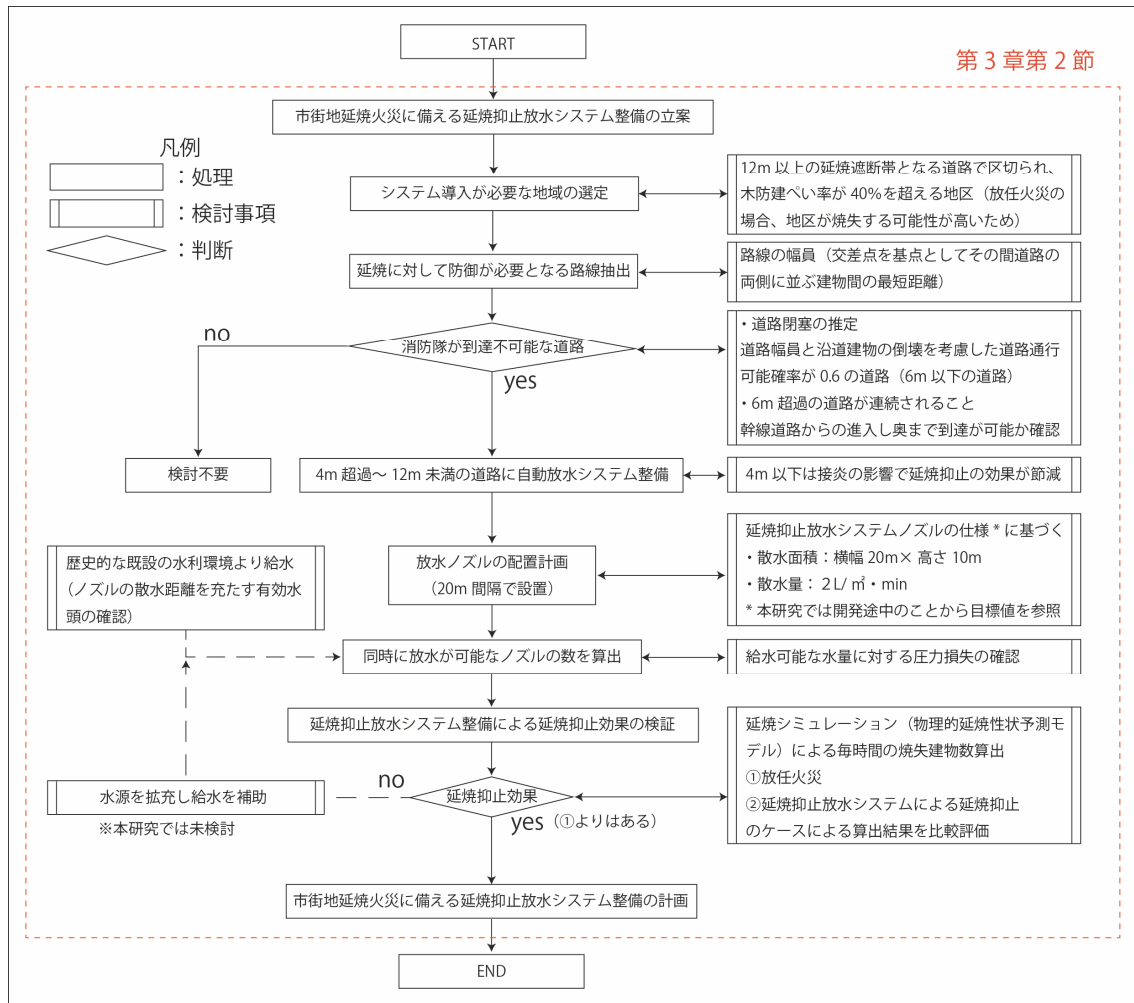 START
第３章第２節
市街地延焼火災に備える延焼抑止放水システム整備の立案
凡例
：処理
：検討事項
：判断
システム導入が必要な地域の選定
12m 以上の延焼遮断帯となる道路で区切られ、
木防建ぺい率が 40%を超える地区（放任火災の
場合、地区が焼失する可能性が高いため）
延焼に対して防御が必要となる路線抽出
路線の幅員（交差点を基点としてその間道路の
両側に並ぶ建物間の最短距離）
no
消防隊が到達不可能な道路
yes
・道路閉塞の推定
道路幅員と沿道建物の倒壊を考慮した道路通行
可能確率が 0.6 の道路（6m 以下の道路）
・6m 超過の道路が連続されること
幹線道路からの進入し奥まで到達が可能か確認
検討不要
4m 超過～ 12m 未満の道路に自動放水システム整備
4m 以下は接炎の影響で延焼抑止の効果が節減
歴史的な既設の水利環境より給水
（ノズルの散水距離を充たす有効水
頭の確認）
放水ノズルの配置計画
（20m 間隔で設置）
延焼抑止放水システムノズルの仕様 * に基づく
・散水面積：横幅 20m× 高さ 10m
・散水量： ２L/ ㎡・min
* 本研究では開発途中のことから目標値を参照
同時に放水が可能なノズルの数を算出
給水可能な水量に対する圧力損失の確認
延焼抑止放水システム整備による延焼抑止効果の検証
延焼シミュレーション（物理的延焼性状予測モ
デル）による毎時間の焼失建物数算出
①放任火災
②延焼抑止放水システムによる延焼抑止
のケースによる算出結果を比較評価
水源を拡充し給水を補助
※本研究では未検討
no
延焼抑止効果
yes（①よりはある）
市街地延焼火災に備える延焼抑止放水システム整備の計画
END